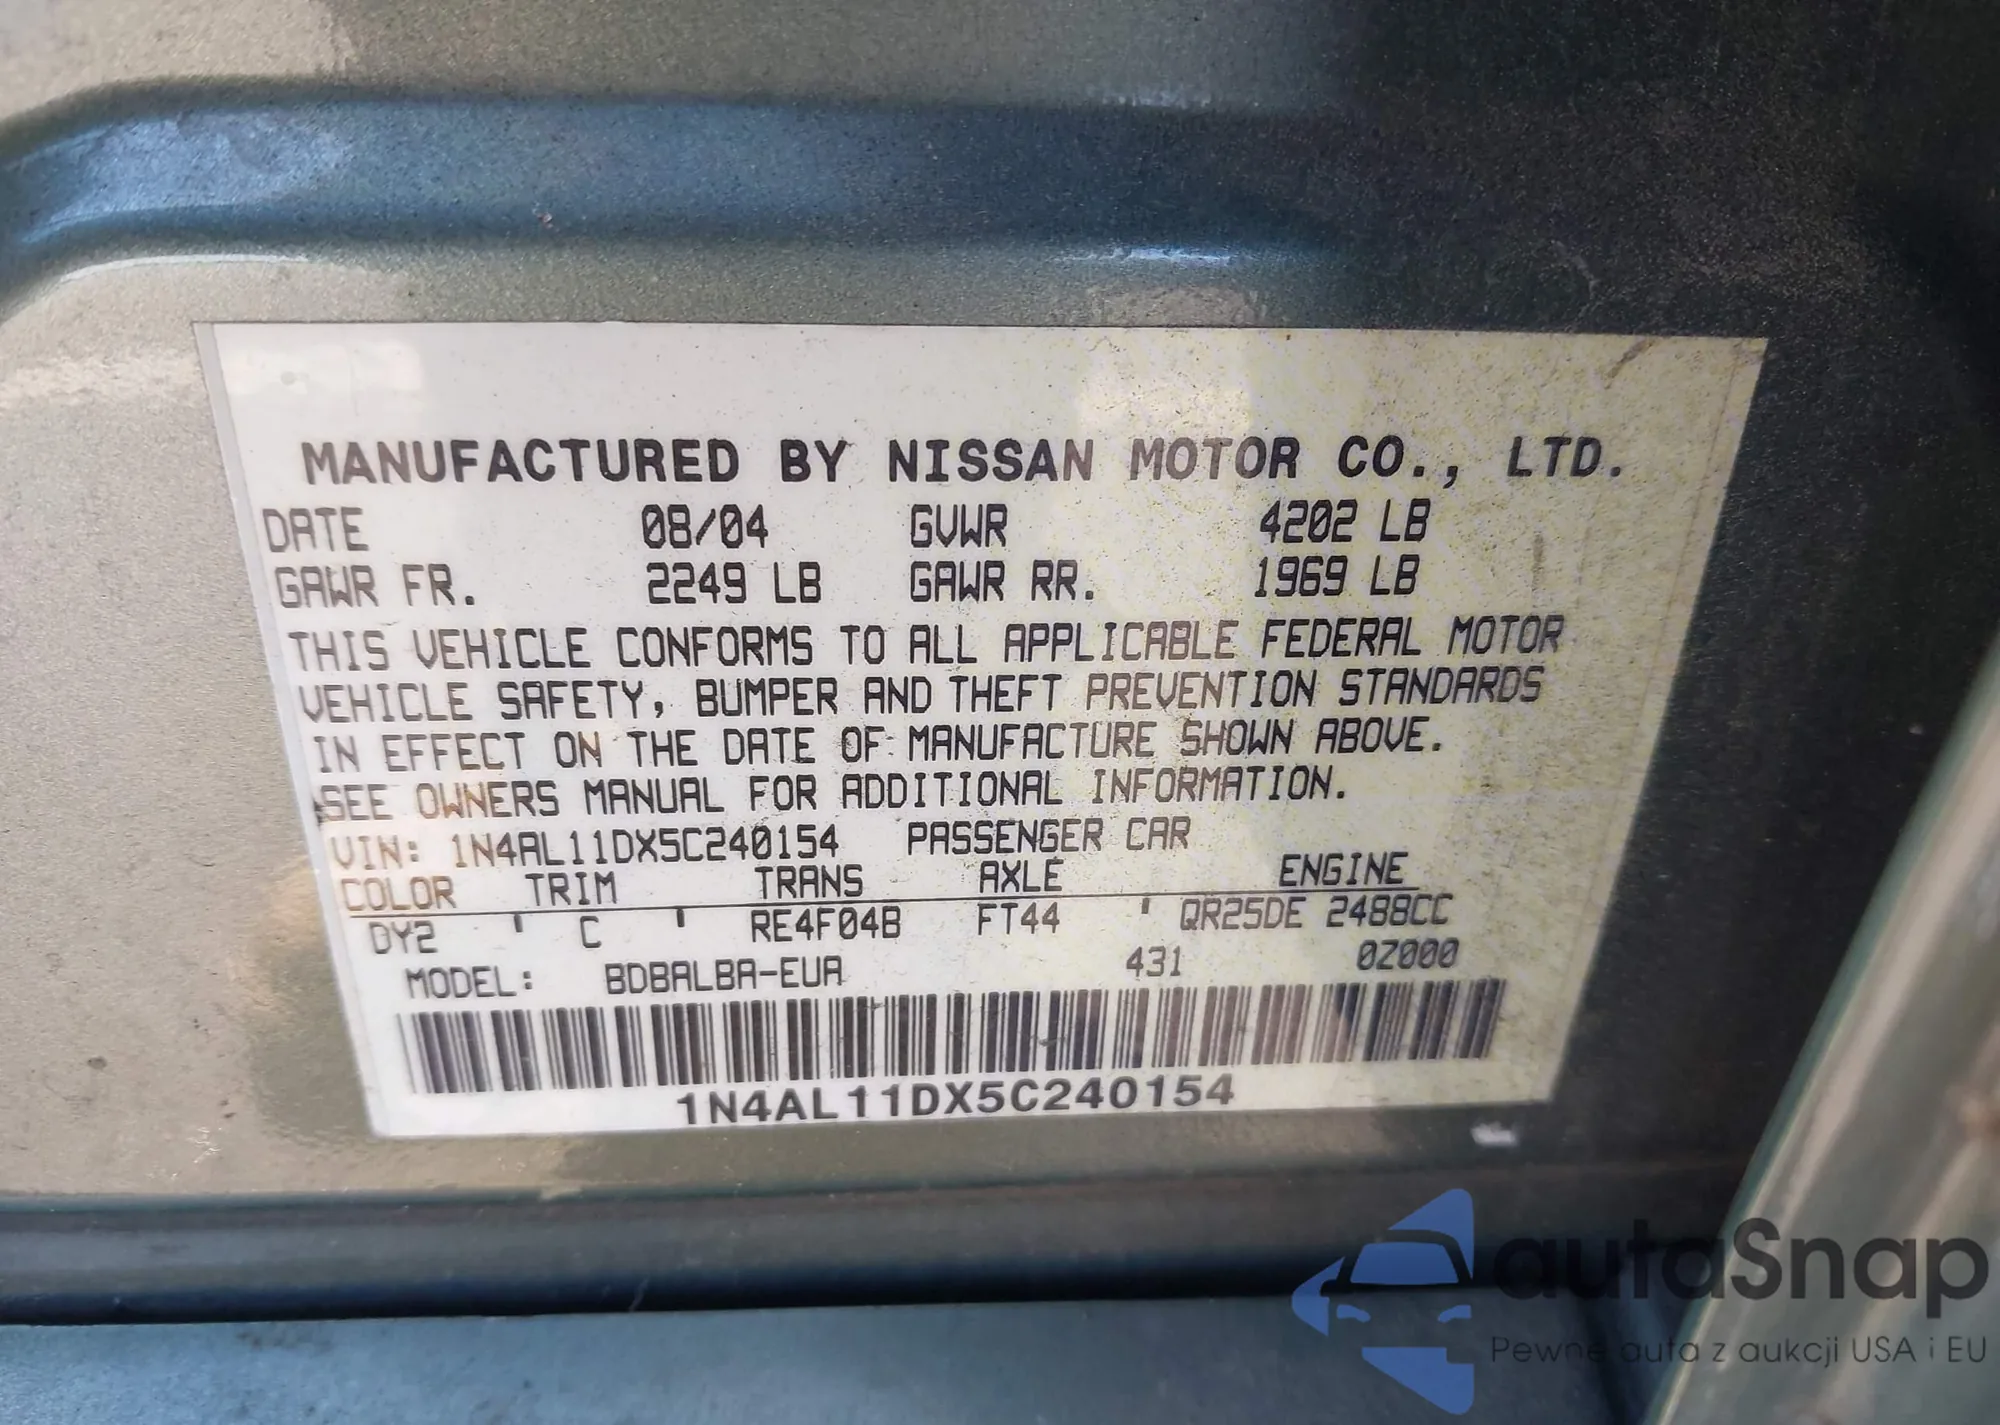 MANUFACTURED BY NISSAN MOTOR CO., LTD.
DATE 08/04 GVWR 4202 LB
GAWR FR. 2249 LB GAWR RR. 1969 LB
THIS VEHICLE CONFORMS TO ALL APPLICABLE FEDERAL MOTOR
VEHICLE SAFETY, BUMPER AND THEFT PREVENTION STANDARDS
IN EFFECT ON THE DATE OF MANUFACTURE SHOWN ABOVE.
SEE OWNERS MANUAL FOR ADDITIONAL INFORMATION.
VIN: 1N4AL11DX5C240154 PASSENGER CAR
COLOR TRIM TRANS AXLE ENGINE
DY2 ' C ' RE4F04B FT44 ' QR25DE 2488CC
MODEL: BDBALBA-EUA 431 0Z000
1N4AL11DX5C240154
autaSnap
Pewne auta z aukcji USA i EU